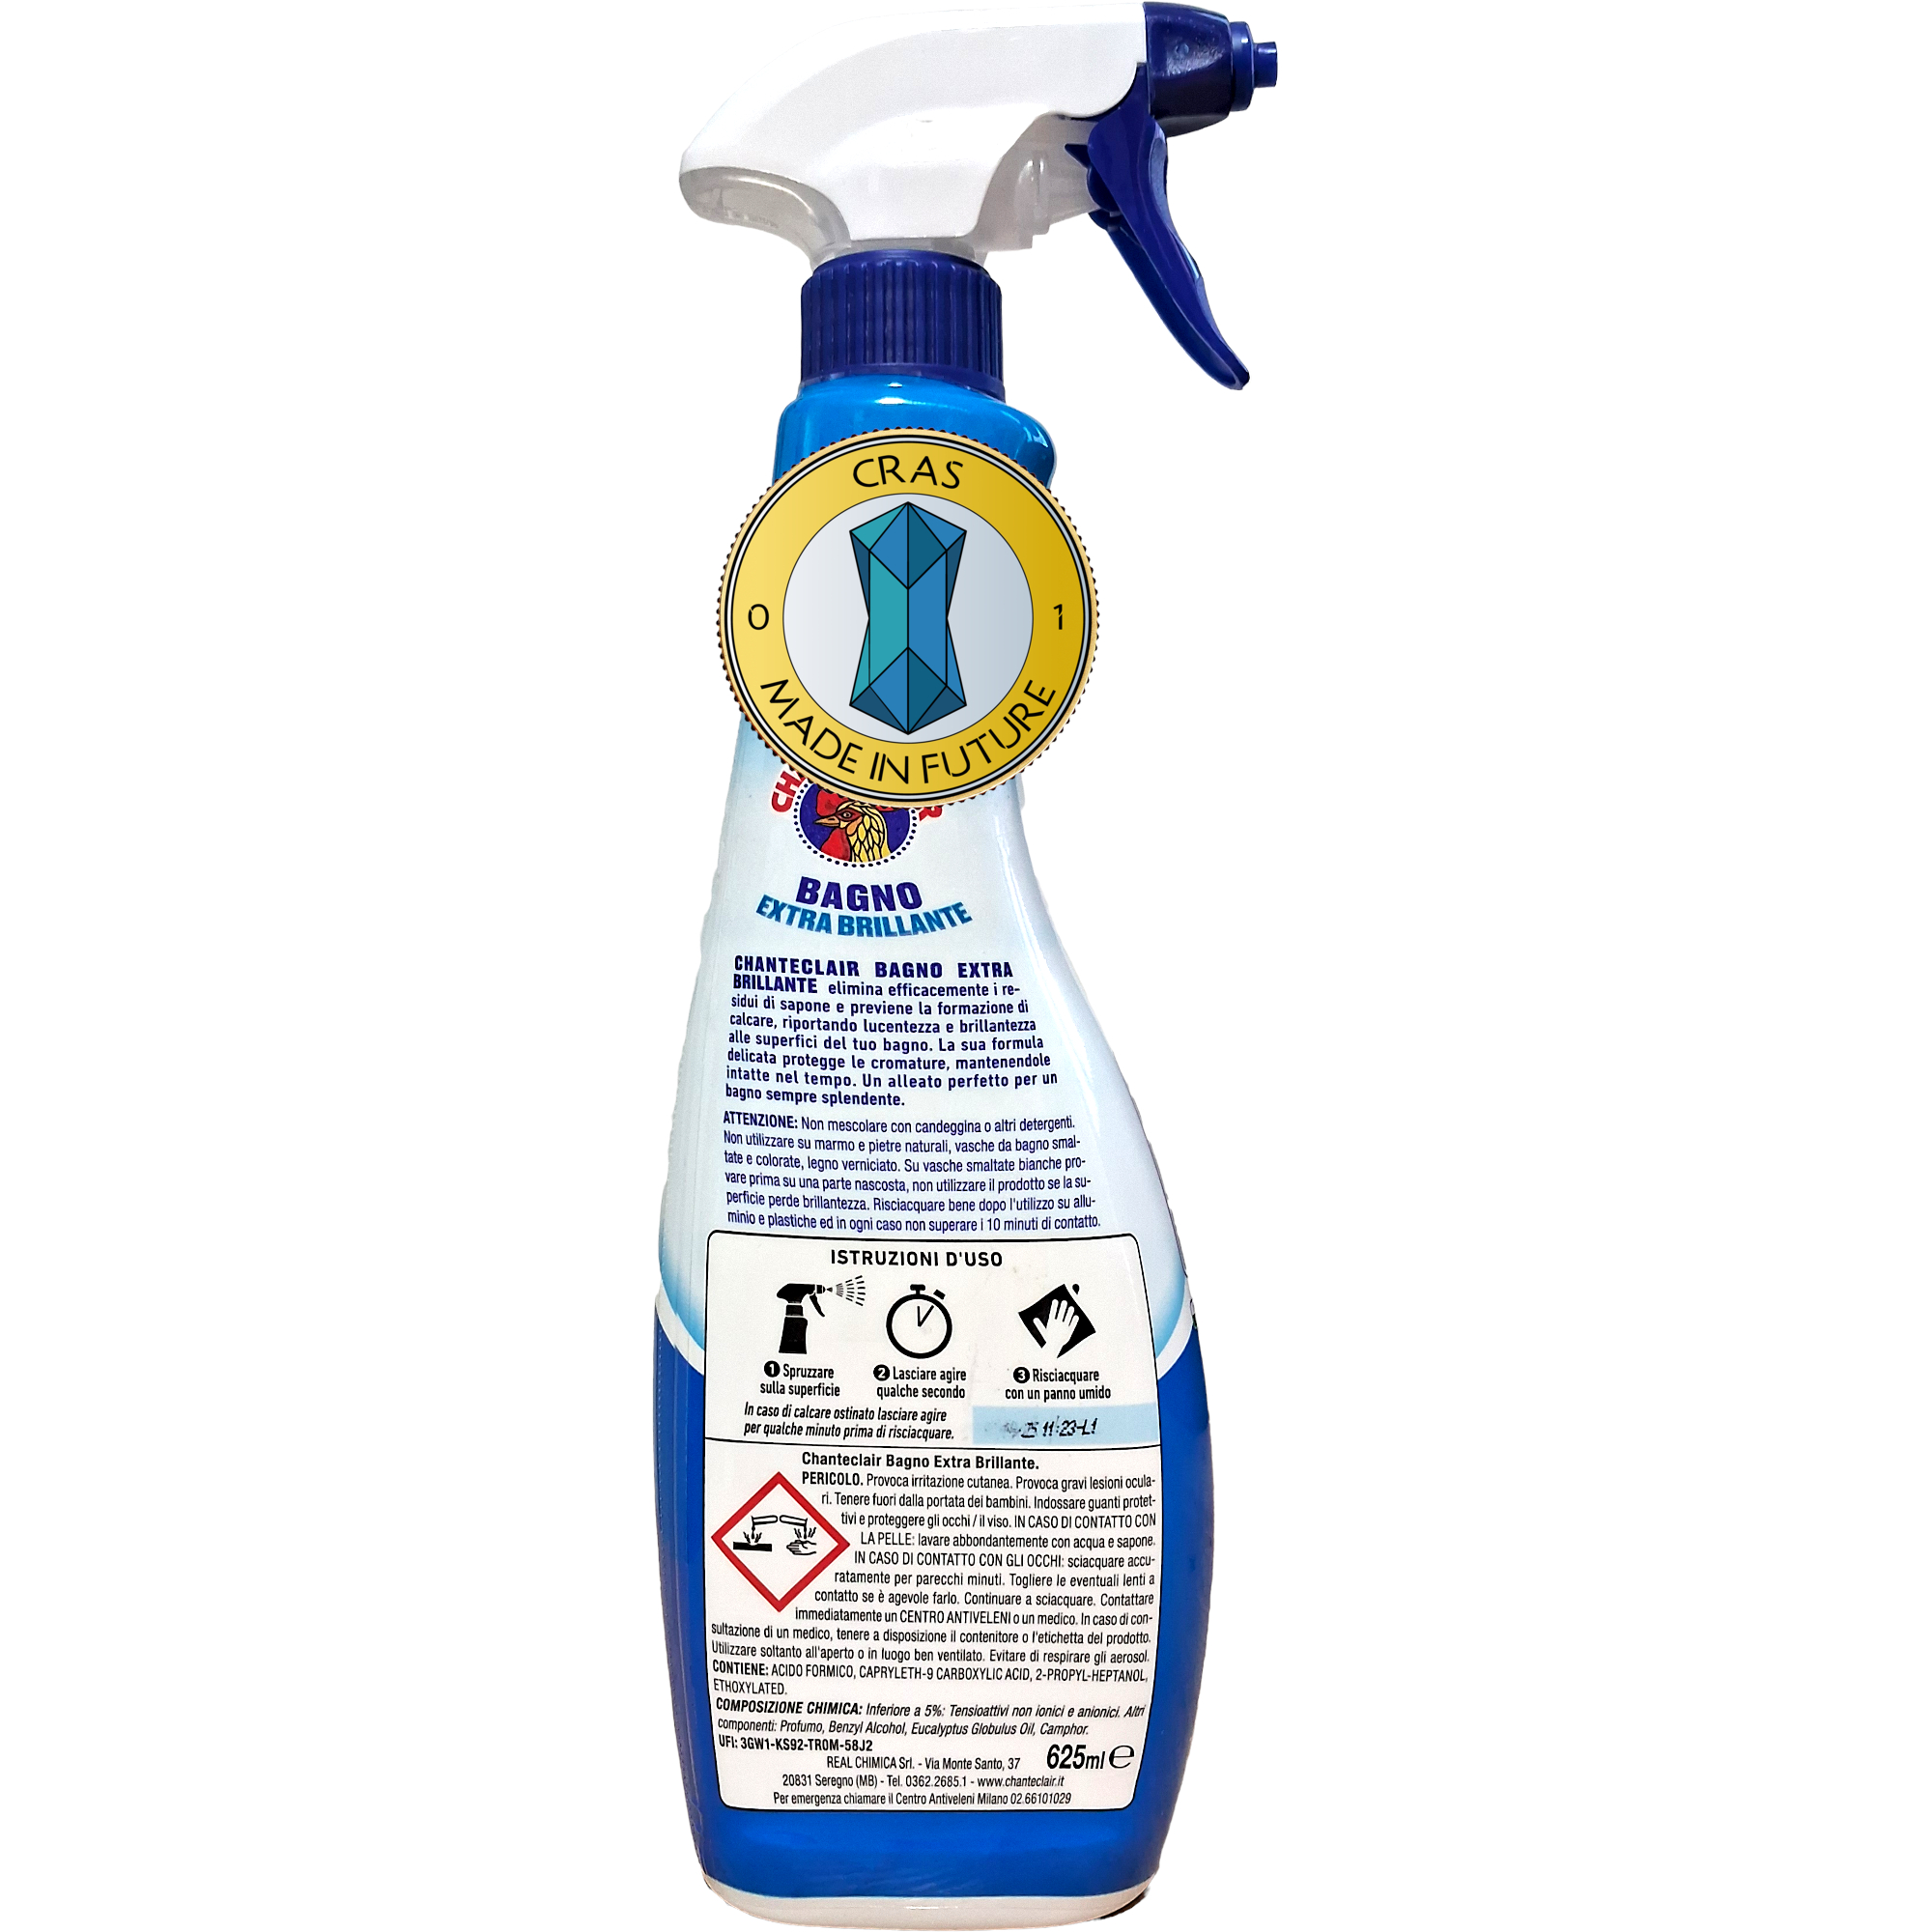 CRAS
0
1
MADE IN FUTURE
BAGNO
EXTRA BRILLANTE
CHANTECLAIR BAGNO EXTRA
BRILLANTE elimina efficacemente i re-
sidui di sapone e previene la formazione di
calcare, riportando lucentezza e brillantezza
alle superfici del tuo bagno. La sua formula
delicata protegge le cromature, mantenendole
intatte nel tempo. Un alleato perfetto per un
bagno sempre splendente.
ATTENZIONE: Non mescolare con candeggina o altri detergenti.
Non utilizzare su marmo e pietre naturali, vasche da bagno smal-
tate e colorate, legno verniciato. Su vasche smaltate bianche pro-
vare prima su una parte nascosta, non utilizzare il prodotto se la su-
perficie perde brillantezza. Risciacquare bene dopo l'utilizzo su allu-
minio e plastiche ed in ogni caso non superare i 10 minuti di contatto.
ISTRUZIONI D'USO
1 Spruzzare
sulla superficie
2 Lasciare agire
qualche secondo
3 Risciacquare
con un panno umido
In caso di calcare ostinato lasciare agire
per qualche minuto prima di risciacquare.
11:23-L1
Chanteclair Bagno Extra Brillante.
PERICOLO. Provoca irritazione cutanea. Provoca gravi lesioni ocula-
ri. Tenere fuori dalla portata dei bambini. Indossare guanti protet-
tivi e proteggere gli occhi / il viso. IN CASO DI CONTATTO CON
LA PELLE: lavare abbondantemente con acqua e sapone.
IN CASO DI CONTATTO CON GLI OCCHI: sciacquare accu-
ratamente per parecchi minuti. Togliere le eventuali lenti a
contatto se è agevole farlo. Continuare a sciacquare. Contattare
immediatamente un CENTRO ANTIVELENI o un medico. In caso di con-
sultazione di un medico, tenere a disposizione il contenitore o l'etichetta del prodotto.
Utilizzare soltanto all'aperto o in luogo ben ventilato. Evitare di respirare gli aerosol.
CONTIENE: ACIDO FORMICO, CAPRYLETH-9 CARBOXYLIC ACID, 2-PROPYL-HEPTANOL,
ETHOXYLATED.
COMPOSIZIONE CHIMICA: Inferiore a 5%: Tensioattivi non ionici e anionici. Altri
componenti: Profumo, Benzyl Alcohol, Eucalyptus Globulus Oil, Camphor.
UFI: 3GW1-KS92-TR0M-58J2
REAL CHIMICA Srl. - Via Monte Santo, 37
625ml e
20831 Seregno (MB) - Tel. 0362.2685.1 - www.chanteclair.it
Per emergenza chiamare il Centro Antiveleni Milano 02.66101029